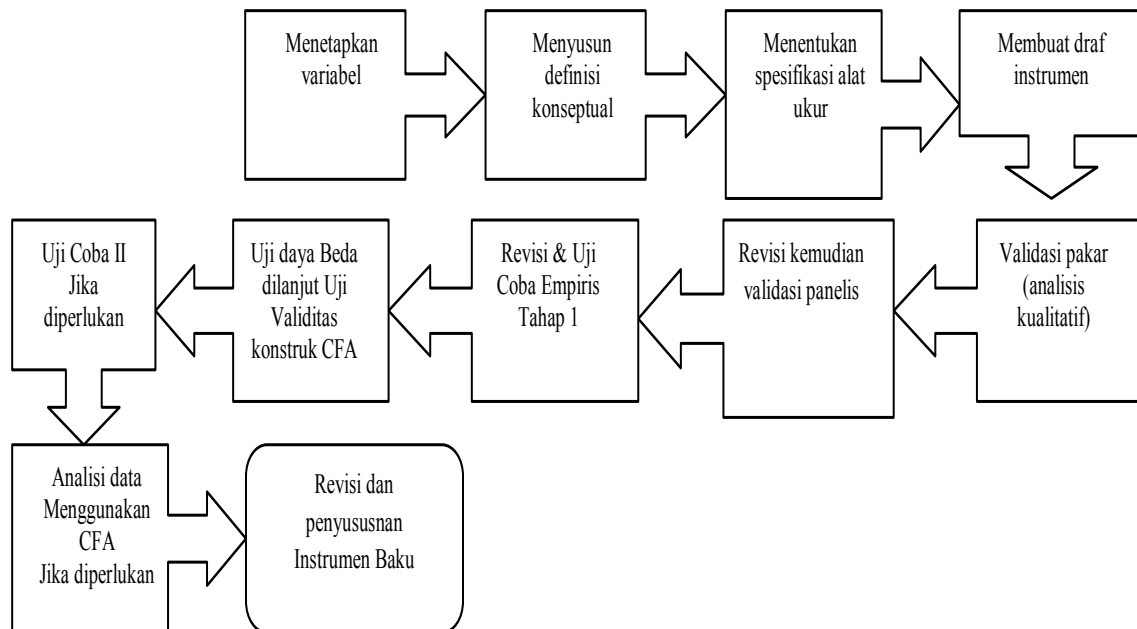 Menetapkan
variabel
Menyusun
definisi
konseptual
Menentukan
spesifikasi alat
ukur
Membuat draf
instrumen
Validasi pakar
(analisis
kualitatif)
Revisi kemudian
validasi panelis
Revisi & Uji
Coba Empiris
Tahap 1
Uji daya Beda
dilanjut Uji
Validitas
konstruk CFA
Uji Coba II
Jika
diperlukan
Analisi data
Menggunakan
CFA
Jika diperlukan
Revisi dan
penyususnan
Instrumen Baku